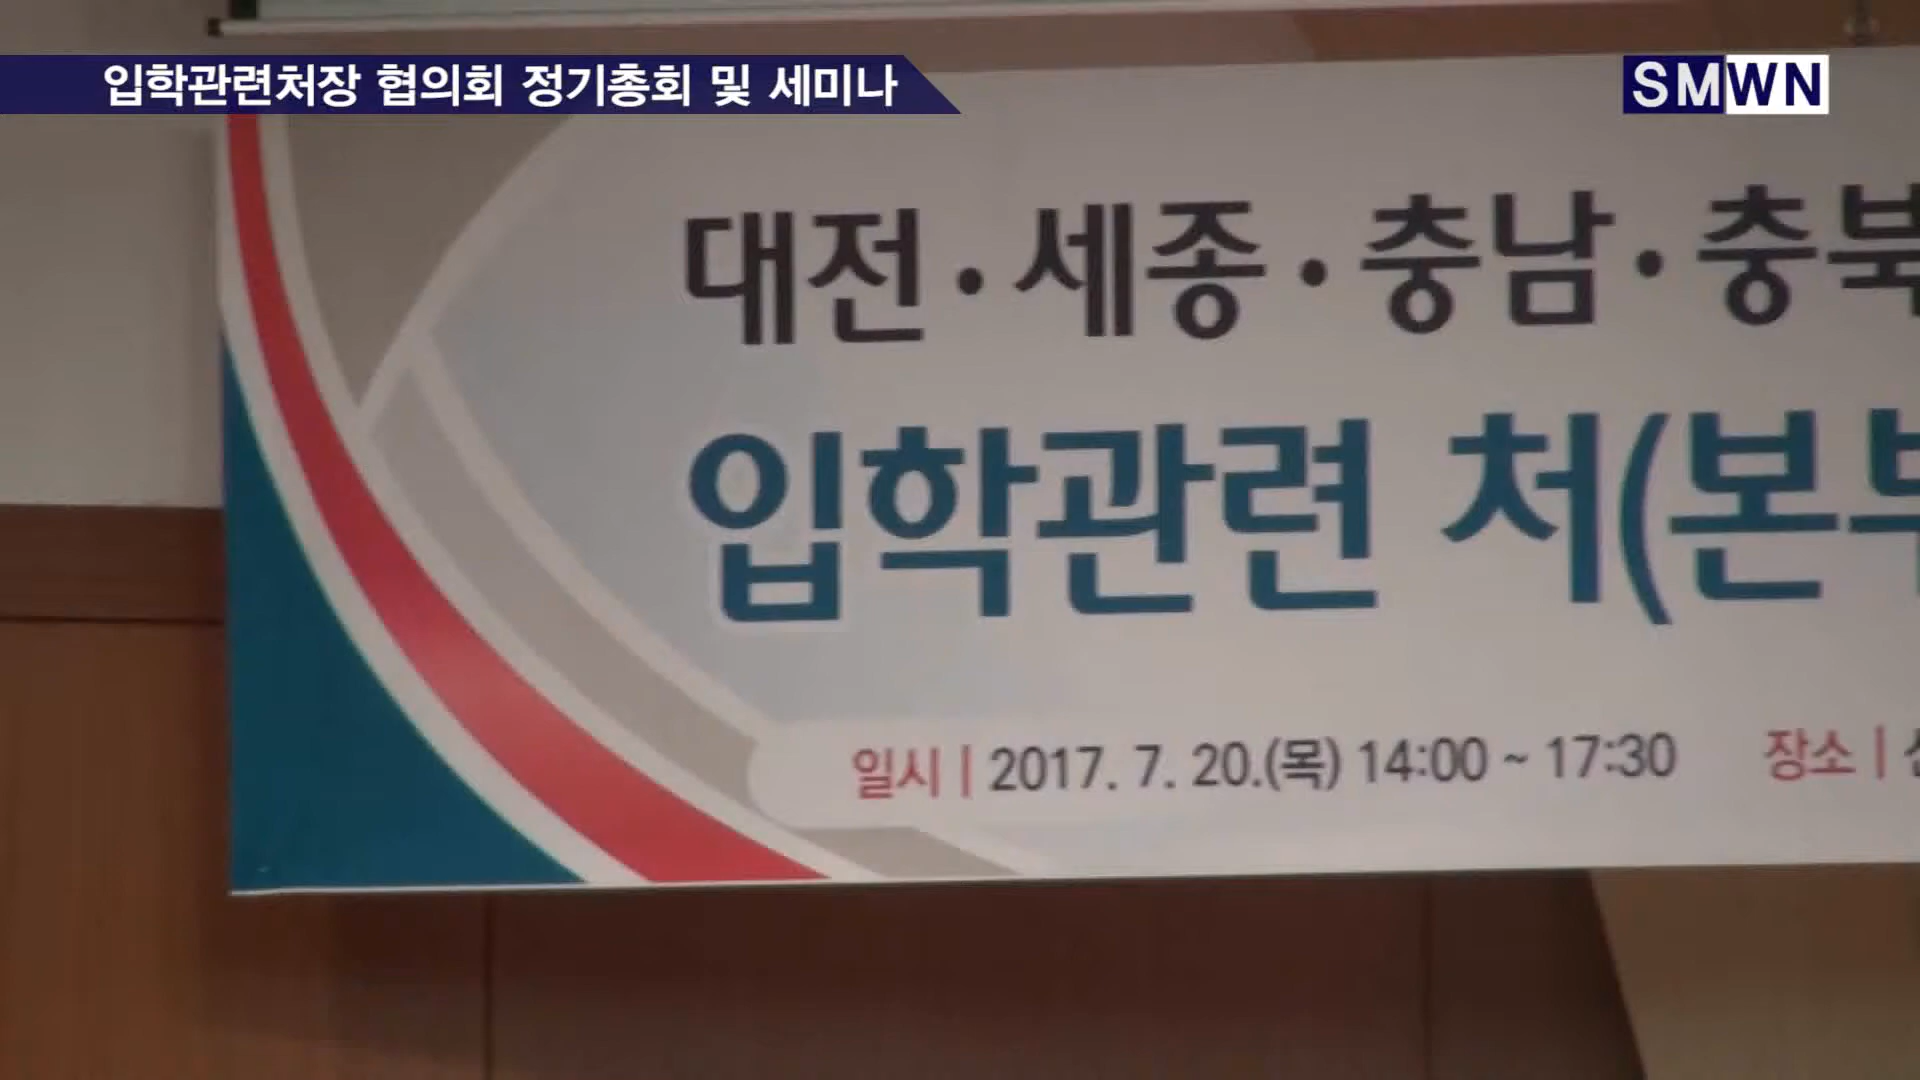 입학관련처장 협의회 정기총회 및 세미나
SMWN
대전·세종·충남·충북
입학관련 처(본부
일시 | 2017. 7. 20.(목) 14:00 ~ 17:30 장소 |